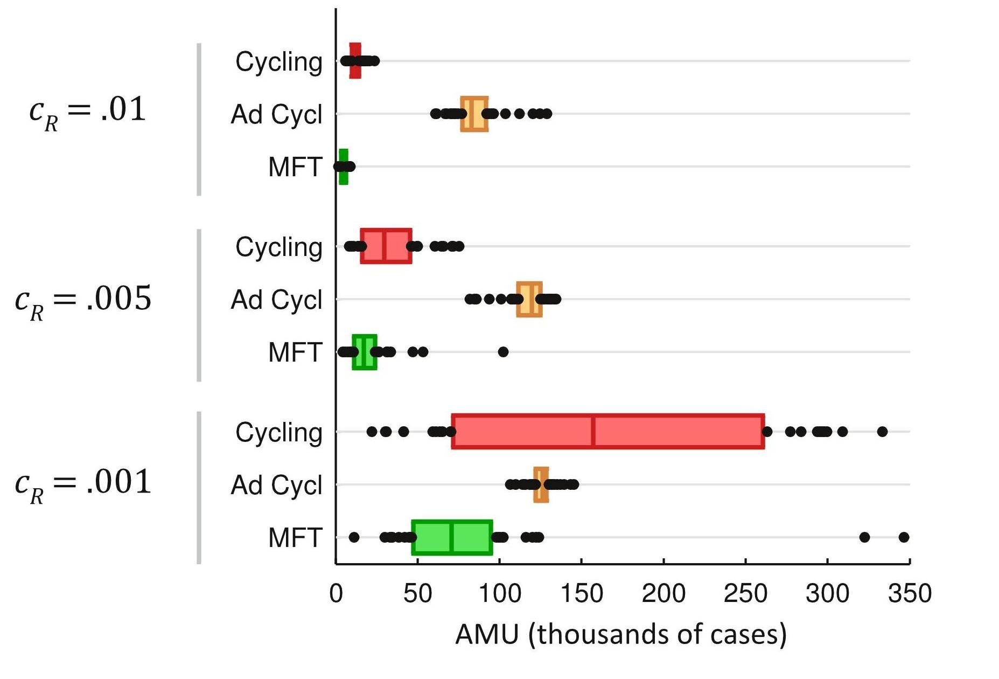 Cycling
c_R = .01
Ad Cycl
MFT
Cycling
c_R = .005
Ad Cycl
MFT
Cycling
c_R = .001
Ad Cycl
MFT
0 50 100 150 200 250 300 350
AMU (thousands of cases)